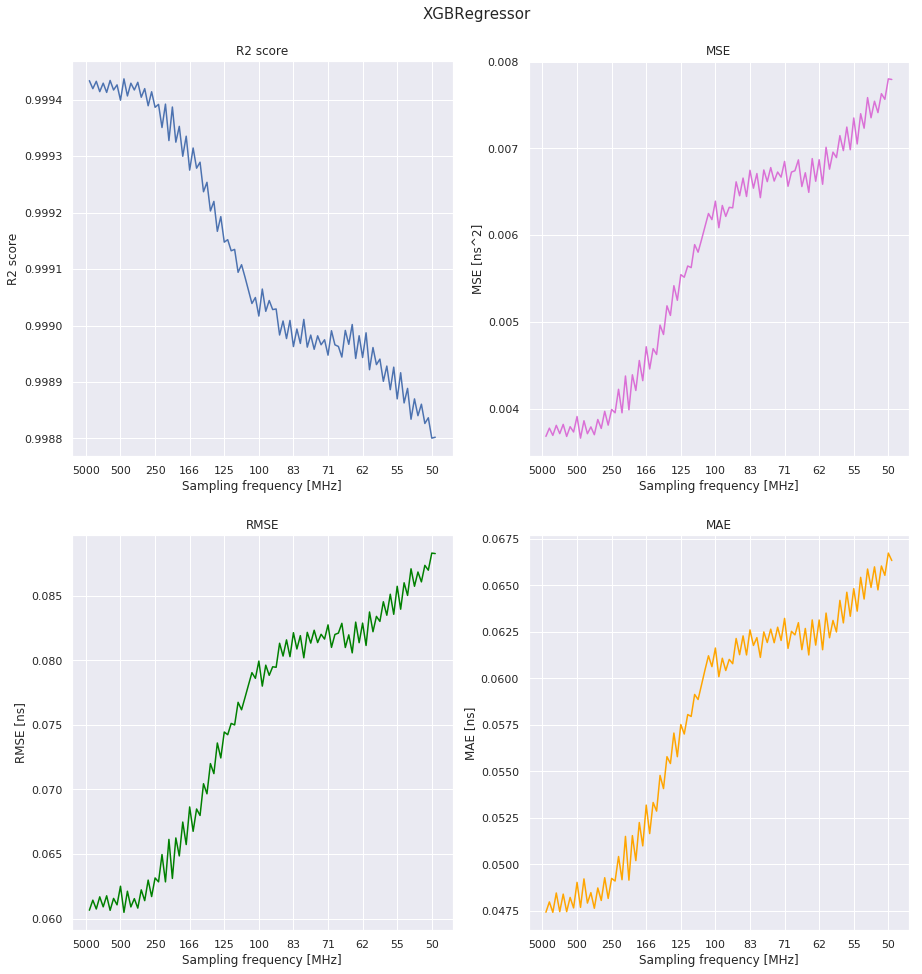 XGBRegressor
R2 score
R2 score
0.9994
0.9993
0.9992
0.9991
0.9990
0.9989
0.9988
5000 500 250 166 125 100 83 71 62 55 50
Sampling frequency [MHz]
MSE
MSE [ns^2]
0.008
0.007
0.006
0.005
0.004
5000 500 250 166 125 100 83 71 62 55 50
Sampling frequency [MHz]
RMSE
RMSE [ns]
0.085
0.080
0.075
0.070
0.065
0.060
5000 500 250 166 125 100 83 71 62 55 50
Sampling frequency [MHz]
MAE
MAE [ns]
0.0675
0.0650
0.0625
0.0600
0.0575
0.0550
0.0525
0.0500
0.0475
5000 500 250 166 125 100 83 71 62 55 50
Sampling frequency [MHz]